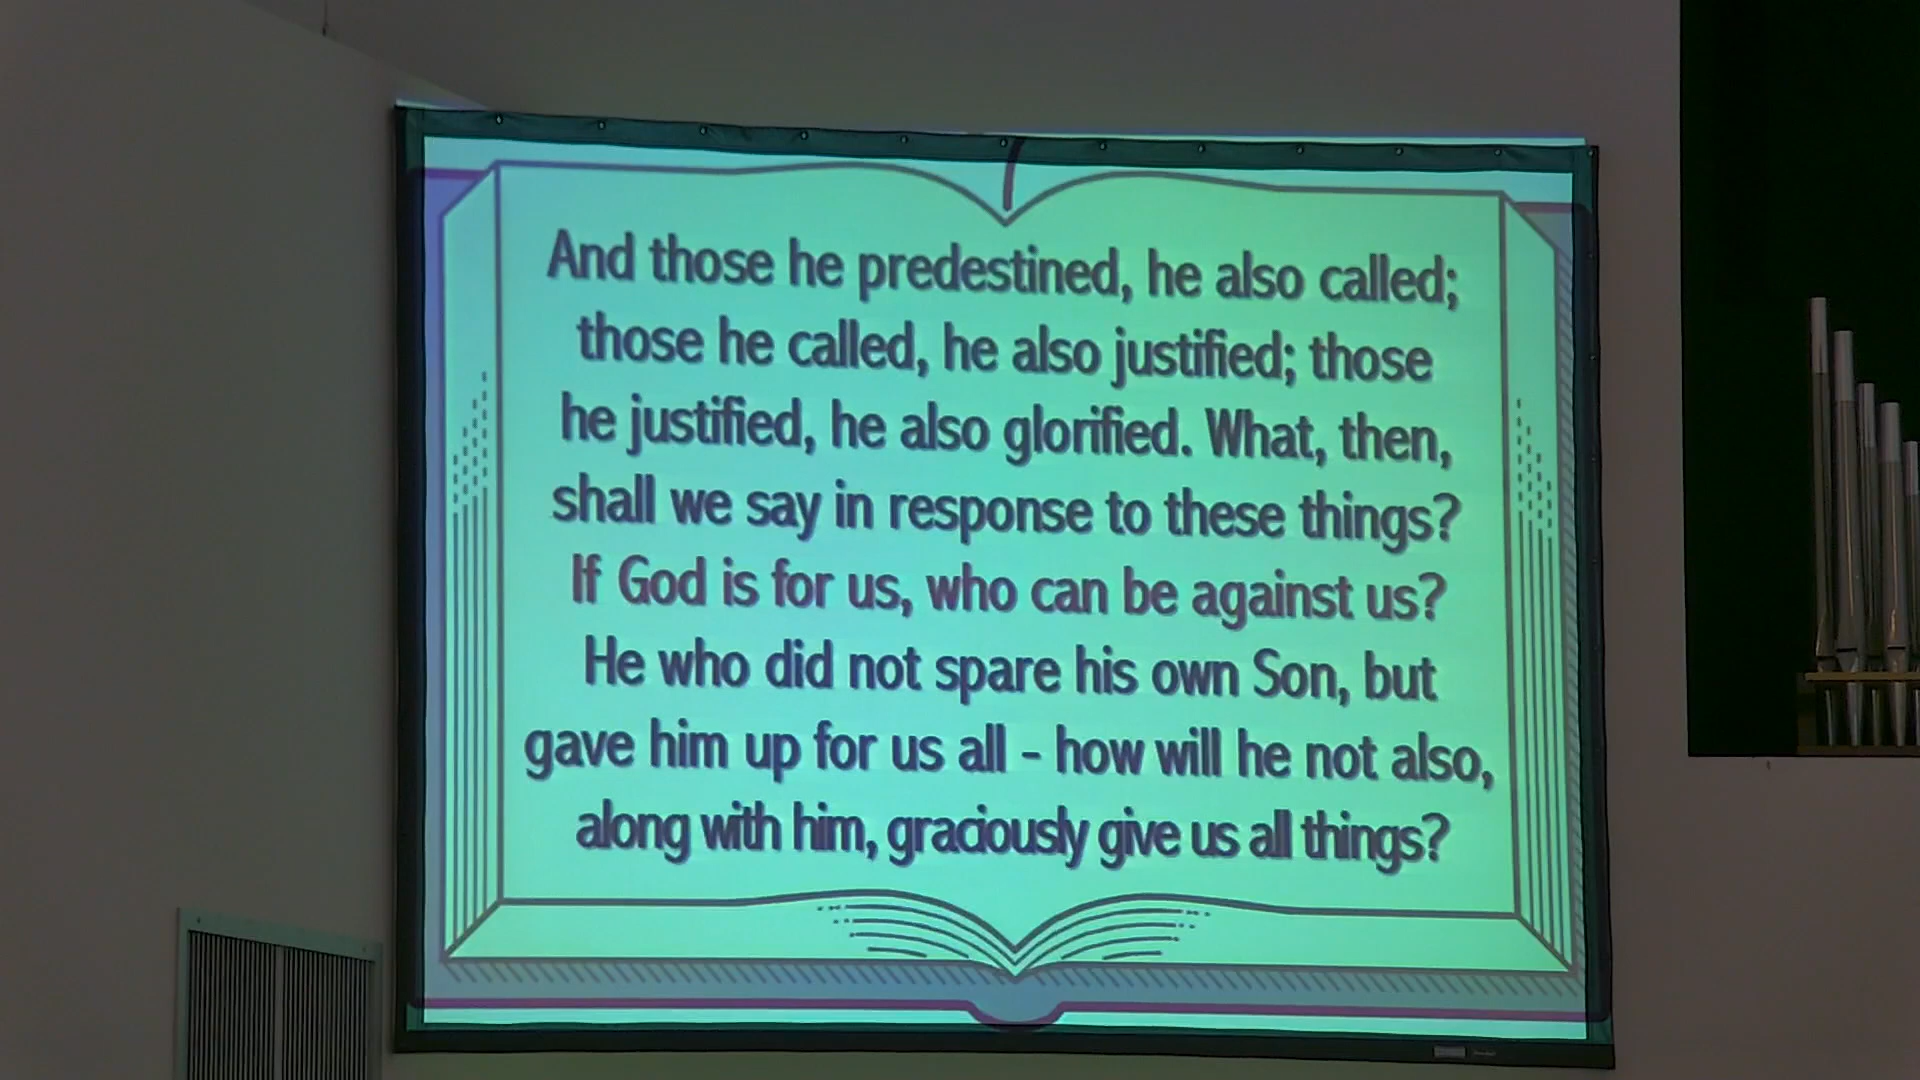 And those he predestined, he also called;
those he called, he also justified; those
he justified, he also glorified. What, then,
shall we say in response to these things?
If God is for us, who can be against us?
He who did not spare his own Son, but
gave him up for us all - how will he not also,
along with him, graciously give us all things?